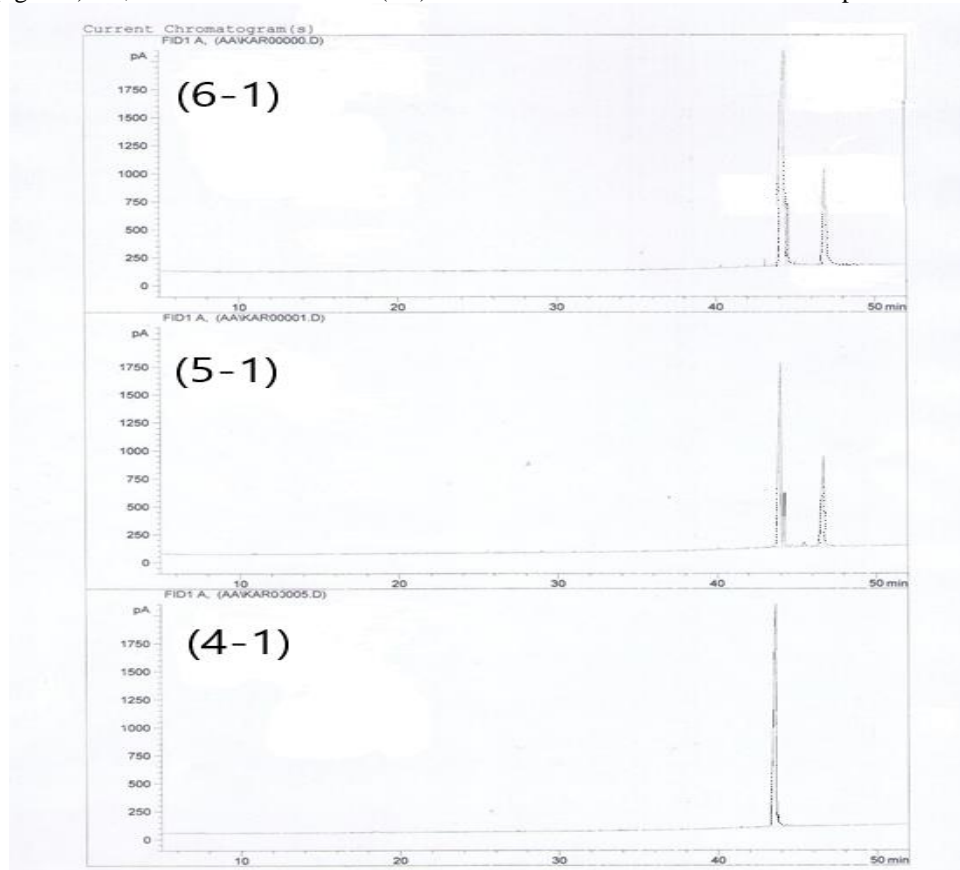 Current Chromatogram(s)
FID1 A, (AA\KAR00000.D)
pA
(6-1)
1750
1500
1250
1000
750
500
250
0
10 20 30 40 50 min
FID1 A, (AA\KAR00001.D)
pA
(5-1)
1750
1500
1250
1000
750
500
250
0
10 20 30 40 50 min
FID1 A, (AA\KAR00005.D)
pA
(4-1)
1750
1500
1250
1000
750
500
250
0
10 20 30 40 50 min